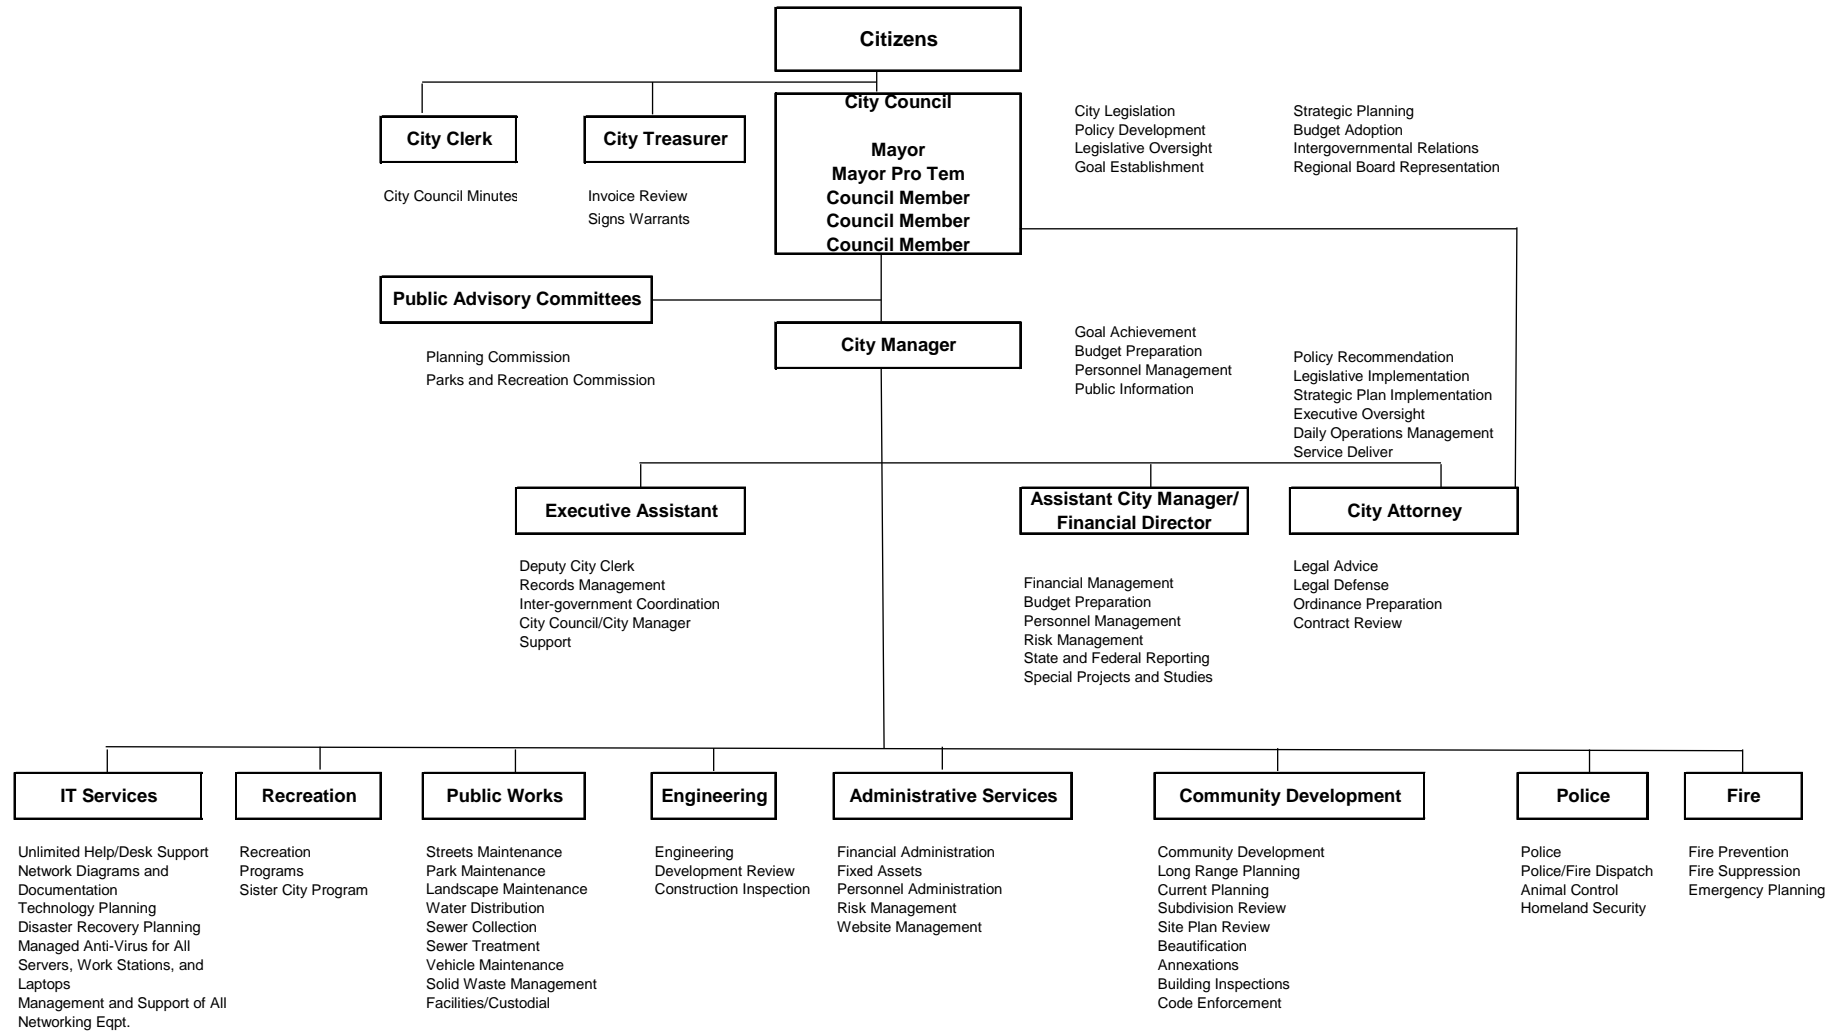 Citizens
City Council
Mayor
Mayor Pro Tem
Council Member
Council Member
Council Member
City Legislation
Policy Development
Legislative Oversight
Goal Establishment
Strategic Planning
Budget Adoption
Intergovernmental Relations
Regional Board Representation
City Clerk
City Council Minutes
City Treasurer
Invoice Review
Signs Warrants
Public Advisory Committees
Planning Commission
Parks and Recreation Commission
City Manager
Goal Achievement
Budget Preparation
Personnel Management
Public Information
Policy Recommendation
Legislative Implementation
Strategic Plan Implementation
Executive Oversight
Daily Operations Management
Service Deliver
Executive Assistant
Deputy City Clerk
Records Management
Inter-government Coordination
City Council/City Manager
Support
Assistant City Manager/
Financial Director
Financial Management
Budget Preparation
Personnel Management
Risk Management
State and Federal Reporting
Special Projects and Studies
City Attorney
Legal Advice
Legal Defense
Ordinance Preparation
Contract Review
IT Services
Unlimited Help/Desk Support
Network Diagrams and
Documentation
Technology Planning
Disaster Recovery Planning
Managed Anti-Virus for All
Servers, Work Stations, and
Laptops
Management and Support of All
Networking Eqpt.
Recreation
Recreation
Programs
Sister City Program
Public Works
Streets Maintenance
Park Maintenance
Landscape Maintenance
Water Distribution
Sewer Collection
Sewer Treatment
Vehicle Maintenance
Solid Waste Management
Facilities/Custodial
Engineering
Engineering
Development Review
Construction Inspection
Administrative Services
Financial Administration
Fixed Assets
Personnel Administration
Risk Management
Website Management
Community Development
Community Development
Long Range Planning
Current Planning
Subdivision Review
Site Plan Review
Beautification
Annexations
Building Inspections
Code Enforcement
Police
Police
Police/Fire Dispatch
Animal Control
Homeland Security
Fire
Fire Prevention
Fire Suppression
Emergency Planning